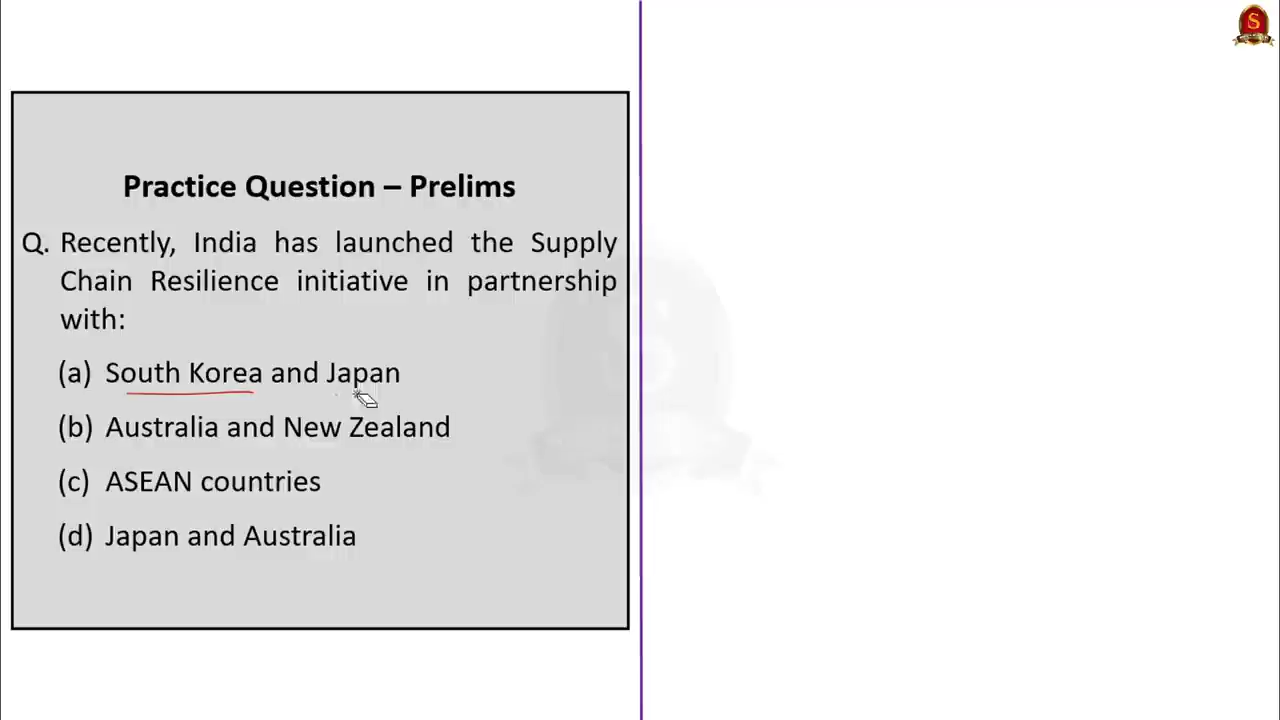 S
Practice Question – Prelims
Q. Recently, India has launched the Supply
Chain Resilience initiative in partnership
with:
(a) South Korea and Japan
(b) Australia and New Zealand
(c) ASEAN countries
(d) Japan and Australia